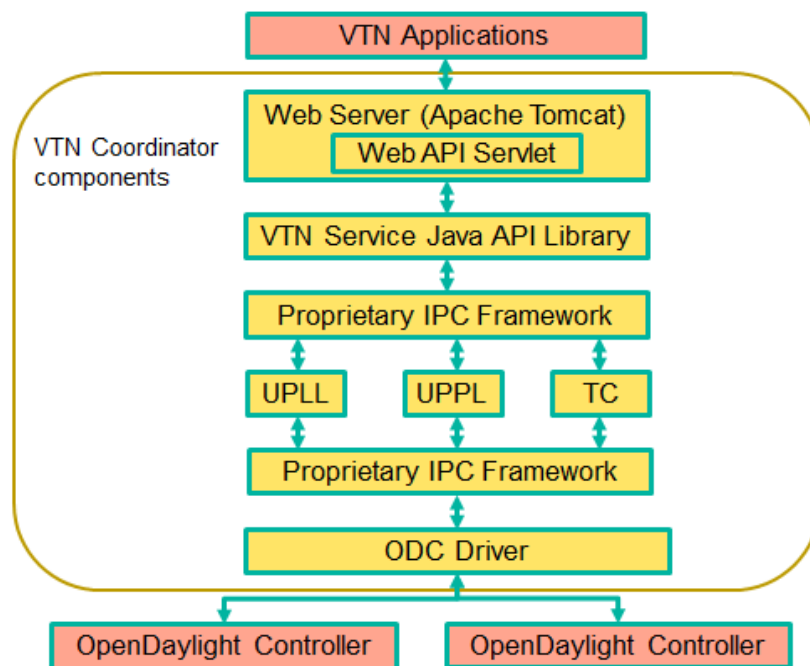 VTN Applications
Web Server (Apache Tomcat)
Web API Servlet
VTN Coordinator
components
VTN Service Java API Library
Proprietary IPC Framework
UPLL
UPPL
TC
Proprietary IPC Framework
ODC Driver
OpenDaylight Controller
OpenDaylight Controller